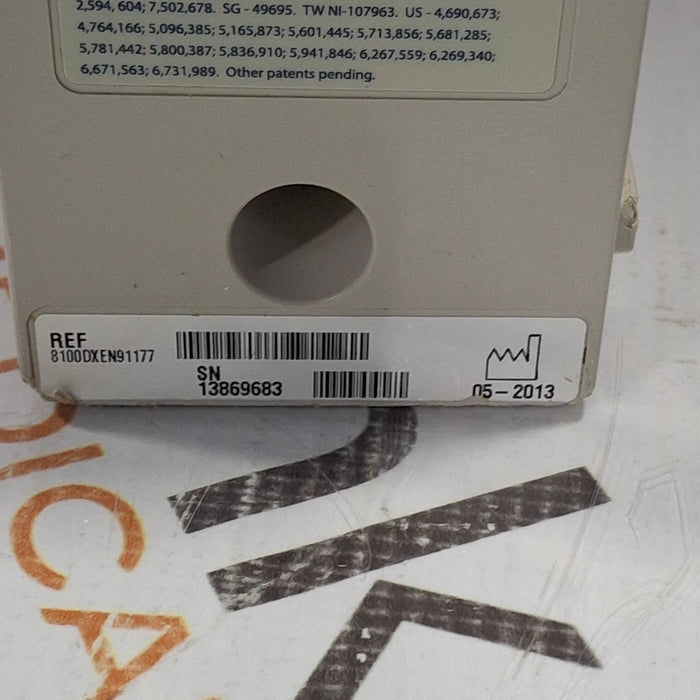 2,594, 604; 7,502,678. SG - 49695. TW NI-107963. US - 4,690,673;
4,764,166; 5,096,385; 5,165,873; 5,601,445; 5,713,856; 5,681,285;
5,781,442; 5,800,387; 5,836,910; 5,941,846; 6,267,559; 6,269,340;
6,671,563; 6,731,989. Other patents pending.
REF
8100DXEN91177
SN
13869683
05-2013
DICA